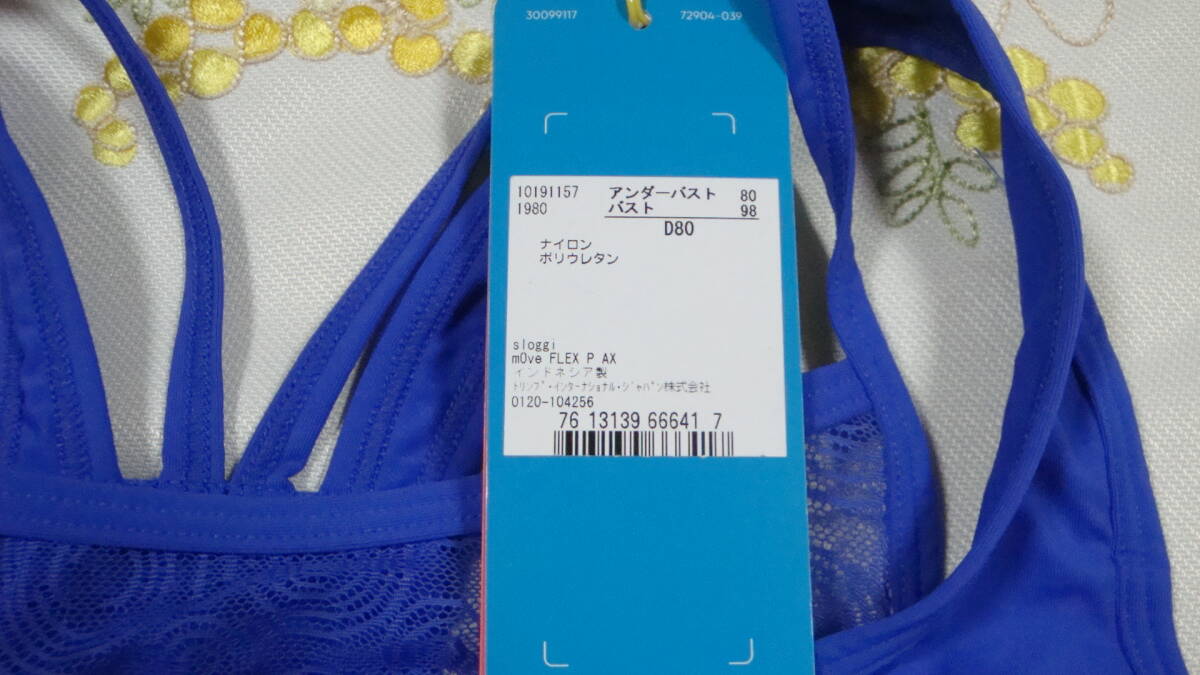 30099117 72904-039
10191157 アンダーバスト 80
1980 バスト 98
D80
ナイロン
ポリウレタン
sloggi
mOve FLEX P AX
インドネシア製
トリンプ・インターナショナル・ジャパン株式会社
0120-104256
76 13139 66641 7